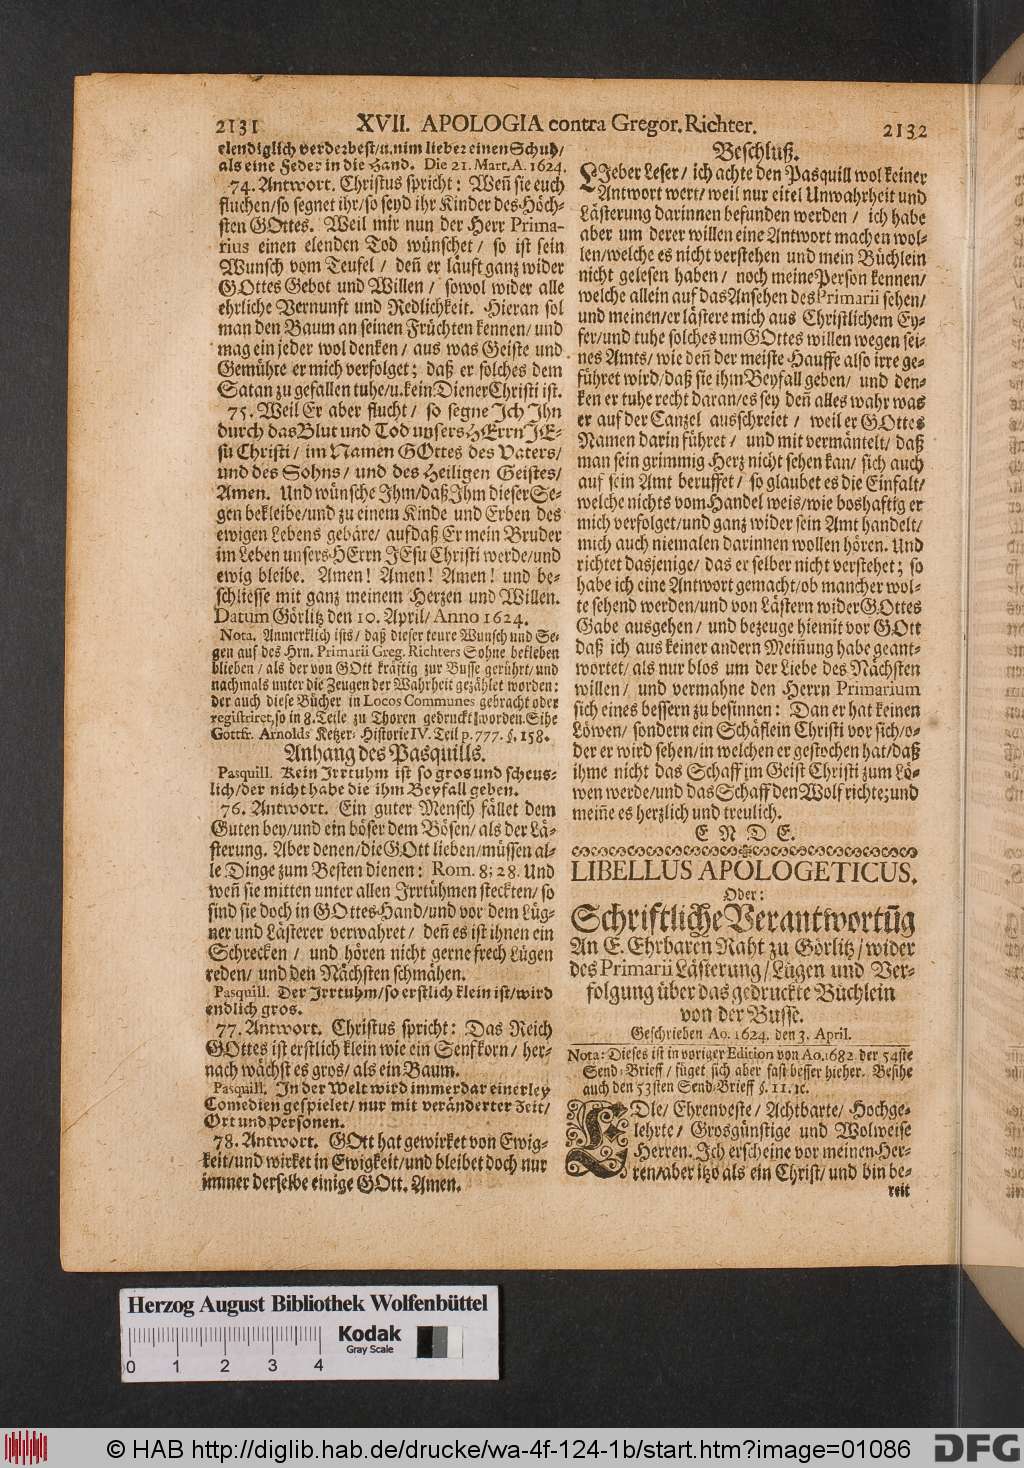 2131
XVII. APOLOGIA contra Gregor. Richter.
2132
elendiglich verderbest/u.nim lieber einen Schuh/
als eine Feder in die Hand. Die 21. Mart. A. 1624.
74. Antwort. Christus spricht: Weñ sie euch
fluchen/so segnet ihr/so seyd ihr Kinder des Höch-
sten GOttes. Weil mir nun der Herr Prima-
rius einen elenden Tod wünschet/ so ist sein
Wunsch vom Teufel/ deñ er läuft ganz wider
GOttes Gebot und Willen/ sowol wider alle
ehrliche Vernunft und Redlichkeit. Hieran sol
man den Baum an seinen Früchten kennen/und
mag ein jeder wol denken/ aus was Geiste und
Gemühte er mich verfolget; daß er solches dem
Satan zu gefallen tuhe/u.kein Diener Christi ist.
75. Weil Er aber flucht/ so segne Ich Ihn
durch das Blut und Tod unsers HErrn JE-
su Christi/ im Namen GOttes des Vaters/
und des Sohns/ und des Heiligen Geistes/
Amen. Und wünsche Ihm/daß Ihm dieser Se-
gen bekleibe/und zu einem Kinde und Erben des
ewigen Lebens gebäre/ auf daß Er mein Bruder
im Leben unsers HErrn JEsu Christi werde/und
ewig bleibe. Amen! Amen! Amen! und be-
schliesse mit ganz meinem Herzen und Willen.
Datum Görlitz den 10. April/ Anno 1624.
Nota. Anmerklich ists/ daß dieser teure Wunsch und Se-
gen auf des Hrn. Primarii Greg. Richters Sohne bekleben
blieben/ als der von GOtt kräftig zur Busse gerührt/und
nachmals unter die Zeugen der Wahrheit gezählet worden:
der auch diese Bücher in Locos Communes gebracht oder
registriret, so in 8. Teile zu Thoren gedruckt worden. Sihe
Gottfr. Arnolds Ketzer-Historie IV. Teil p. 777. §. 158.
Anhang des Pasquills.
Pasquill. Kein Irrtuhm ist so gros und scheus-
lich/der nicht habe die ihm Beyfall geben.
76. Antwort. Ein guter Mensch fället dem
Guten bey/und ein böser dem Bösen/als der Lä-
sterung. Aber denen/die GOtt lieben/müssen al-
le Dinge zum Besten dienen: Rom. 8; 28. Und
weñ sie mitten unter allen Irrtühmen steckten/ so
sind sie doch in GOttes Hand/und vor dem Lüg-
ner und Lästerer verwahret/ deñ es ist ihnen ein
Schrecken/ und hören nicht gerne frech Lügen
reden/ und den Nächsten schmähen.
Pasquill. Der Irrtuhm/so erstlich klein ist/wird
endlich gros.
77. Antwort. Christus spricht: Das Reich
GOttes ist erstlich klein wie ein Senfkorn/ her-
nach wächst es gros/ als ein Baum.
Pasquill. In der Welt wird immerdar einerley
Comedien gespielet/ nur mit veränderter Zeit/
Ort und Personen.
78. Antwort. GOtt hat gewirket von Ewig-
keit/und wirket in Ewigkeit/und bleibet doch nur
immer derselbe einige GOtt. Amen.
Beschluß.
LIeber Leser/ ich achte den Pasquill wol keiner
Antwort wert/ weil nur eitel Unwahrheit und
Lästerung darinnen befunden werden/ ich habe
aber um derer willen eine Antwort machen wol-
len/welche es nicht verstehen und mein Büchlein
nicht gelesen haben/ noch meine Person kennen/
welche allein auf das Ansehen des Primarii sehen/
und meinen/er lästere mich aus Christlichem Ey-
fer/und tuhe solches um GOttes willen wegen sei-
nes Amts/ wie deñ der meiste Hauffe also irre ge-
führet wird/daß sie ihm Beyfall geben/ und den-
ken er tuhe recht daran/es sey deñ alles wahr was
er auf der Canzel ausschreiet/ weil er GOttes
Namen darin führet/ und mit vermäntelt/ daß
man sein grimmig Herz nicht sehen kan/ sich auch
auf sein Amt beruffet/ so glaubet es die Einfalt/
welche nichts vom Handel weis/wie boshaftig er
mich verfolget/und ganz wider sein Amt handelt/
mich auch niemalen darinnen wollen hören. Und
richtet dasjenige/ das er selber nicht verstehet; so
habe ich eine Antwort gemacht/ob mancher wol-
te sehend werden/und von Lästern wider GOttes
Gabe ausgehen/ und bezeuge hiemit vor GOtt
daß ich aus keiner andern Meiñung habe geant-
wortet/ als nur blos um der Liebe des Nächsten
willen/ und vermahne den Herrn Primarium
sich eines bessern zu besinnen: Dan er hat keinen
Löwen/ sondern ein Schäflein Christi vor sich/o-
der er wird sehen/in welchen er gestochen hat/daß
ihme nicht das Schaff im Geist Christi zum Lö-
wen werde/und das Schaff den Wolf richte; und
meiñe es herzlich und treulich.
E N D E.
LIBELLUS APOLOGETICUS.
Oder:
Schriftliche Verantwortũg
An E. Ehrbaren Raht zu Görlitz/wider
des Primarii Lästerung/Lügen und Ver-
folgung über das gedruckte Büchlein
von der Busse.
Geschrieben Ao. 1624. den 3. April.
Nota: Dieses ist in voriger Edition von Ao. 1682 der 54ste
Send-Brieff/ füget sich aber fast besser hieher. Besihe
auch den 53sten Send-Brieff §. 11. ꝛc.
EDle/ Ehrenveste/ Achtbarte/ Hochge-
lehrte/ Grosgünstige und Wolweise
Herren. Ich erscheine vor meinen Her-
ren/aber itzo als ein Christ/ und bin be-
reit
Herzog August Bibliothek Wolfenbüttel
Kodak
Gray Scale
0 1 2 3 4
© HAB http://diglib.hab.de/drucke/wa-4f-124-1b/start.htm?image=01086
DFG